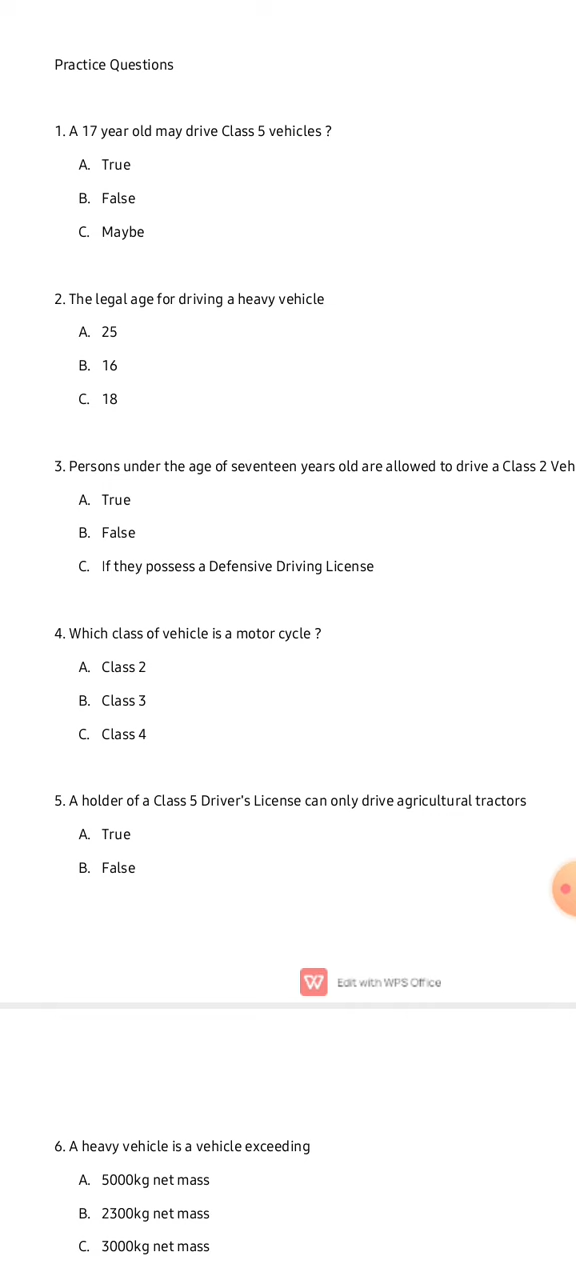 Practice Questions
1. A 17 year old may drive Class 5 vehicles ?
A. True
B. False
C. Maybe
2. The legal age for driving a heavy vehicle
A. 25
B. 16
C. 18
3. Persons under the age of seventeen years old are allowed to drive a Class 2 Veh
A. True
B. False
C. If they possess a Defensive Driving License
4. Which class of vehicle is a motor cycle ?
A. Class 2
B. Class 3
C. Class 4
5. A holder of a Class 5 Driver's License can only drive agricultural tractors
A. True
B. False
Edit with WPS Office
6. A heavy vehicle is a vehicle exceeding
A. 5000kg net mass
B. 2300kg net mass
C. 3000kg net mass